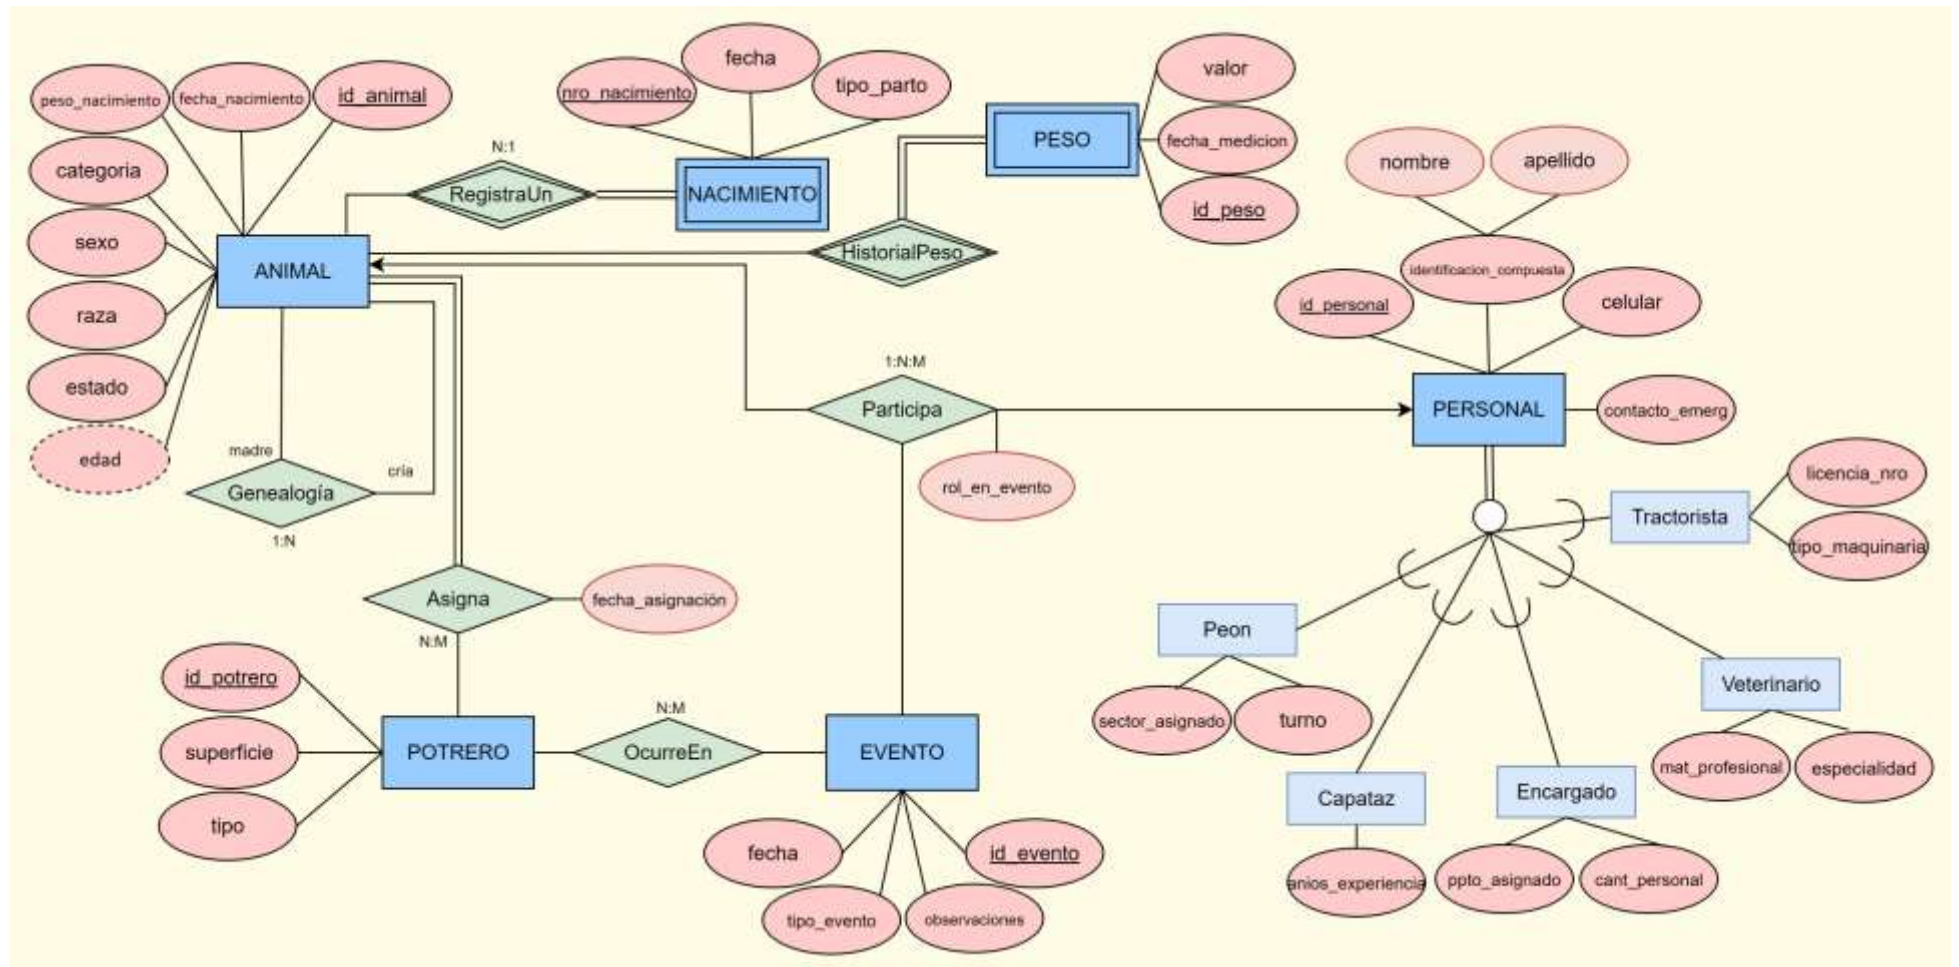 fecha
valor
peso_nacimiento
fecha_nacimiento
id_animal
nro_nacimiento
tipo_parto
PESO
fecha_medicion
N:1
nombre
apellido
categoria
RegistraUn
NACIMIENTO
id_peso
sexo
ANIMAL
HistorialPeso
identificacion_compuesta
id_personal
celular
raza
1:N:M
estado
Participa
PERSONAL
contacto_emerg
madre
edad
cria
licencia_nro
Genealogía
rol_en_evento
Tractorista
1:N
tipo_maquinaria
Asigna
fecha_asignación
Peon
N:M
id_potrero
Veterinario
N:M
sector_asignado
turno
superficie
POTRERO
OcurreEn
EVENTO
mat_profesional
especialidad
Capataz
Encargado
tipo
fecha
id_evento
anios_experiencia
ppto_asignado
cant_personal
tipo_evento
observaciones